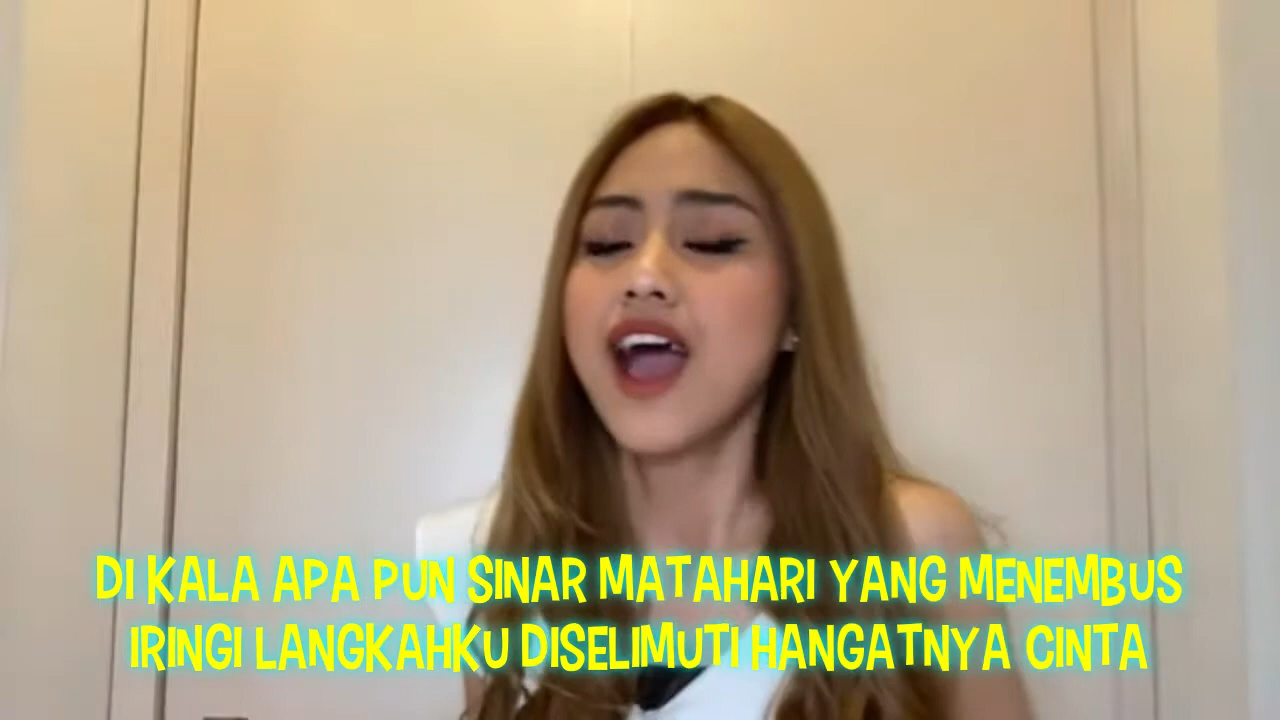 DI KALA APA PUN SINAR MATAHARI YANG MENEMBUS
IRINGI LANGKAHKU DISELIMUTI HANGATNYA CINTA